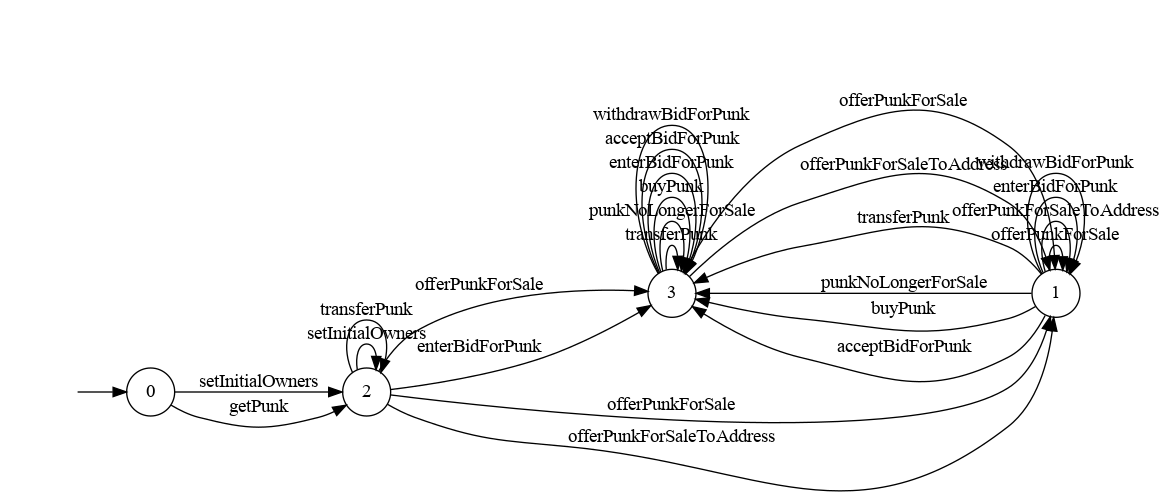 offerPunkForSale
withdrawBidForPunk
acceptBidForPunk
enterBidForPunk
buyPunk
punkNoLongerForSale
transferPunk
offerPunkForSaleToAddress
withdrawBidForPunk
enterBidForPunk
offerPunkForSaleToAddress
offerPunkForSale
transferPunk
3
1
punkNoLongerForSale
buyPunk
acceptBidForPunk
offerPunkForSale
enterBidForPunk
transferPunk
setInitialOwners
0
setInitialOwners
getPunk
2
offerPunkForSale
offerPunkForSaleToAddress